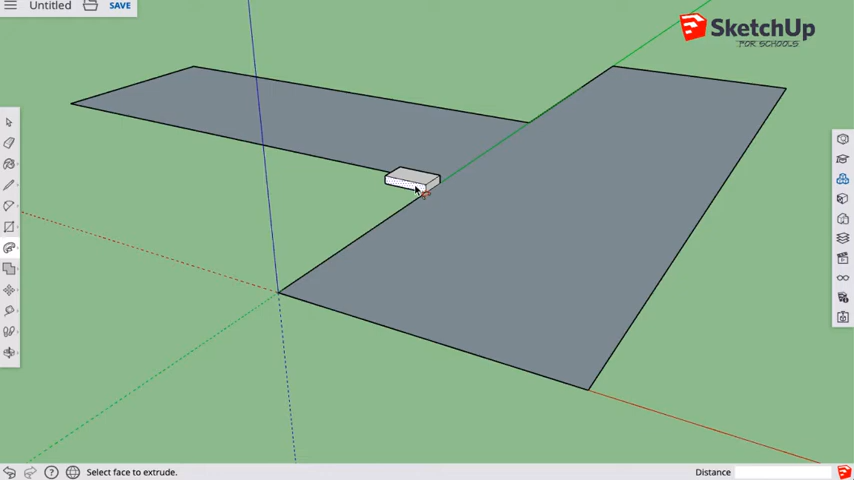 Untitled SAVE
SketchUp
FOR SCHOOLS
Select face to extrude. Distance